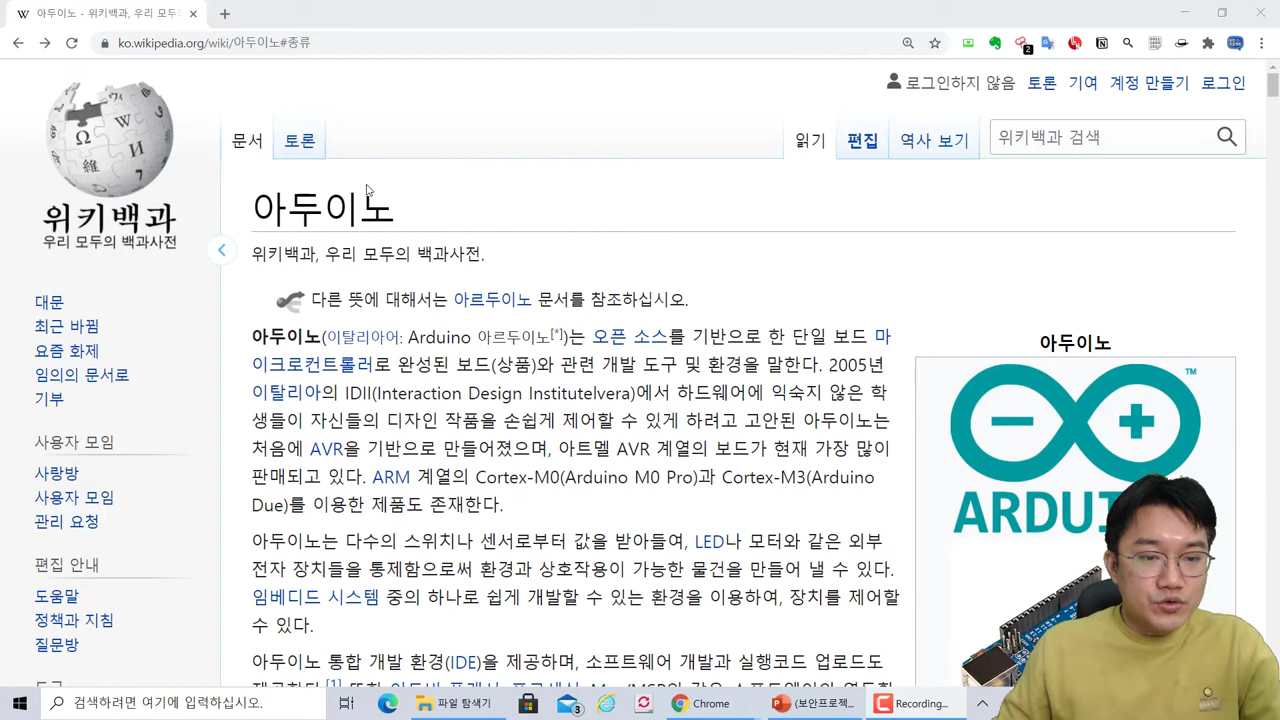 아두이노 - 위키백과, 우리 모두의
ko.wikipedia.org/wiki/아두이노#종류
2
로그인하지 않음 토론 기여 계정 만들기 로그인
문서 토론 읽기 편집 역사 보기 위키백과 검색
위키백과
우리 모두의 백과사전
아두이노
위키백과, 우리 모두의 백과사전.
다른 뜻에 대해서는 아르두이노 문서를 참조하십시오.
대문
최근 바뀜
요즘 화제
임의의 문서로
기부
사용자 모임
사랑방
사용자 모임
관리 요청
편집 안내
도움말
정책과 지침
질문방
아두이노(이탈리아어: Arduino 아르두이노[*])는 오픈 소스를 기반으로 한 단일 보드 마
이크로컨트롤러로 완성된 보드(상품)와 관련 개발 도구 및 환경을 말한다. 2005년
이탈리아의 IDII(Interaction Design Institutelvera)에서 하드웨어에 익숙지 않은 학
생들이 자신들의 디자인 작품을 손쉽게 제어할 수 있게 하려고 고안된 아두이노는
처음에 AVR을 기반으로 만들어졌으며, 아트멜 AVR 계열의 보드가 현재 가장 많이
판매되고 있다. ARM 계열의 Cortex-M0(Arduino M0 Pro)과 Cortex-M3(Arduino
Due)를 이용한 제품도 존재한다.
아두이노는 다수의 스위치나 센서로부터 값을 받아들여, LED나 모터와 같은 외부
전자 장치들을 통제함으로써 환경과 상호작용이 가능한 물건을 만들어 낼 수 있다.
임베디드 시스템 중의 하나로 쉽게 개발할 수 있는 환경을 이용하여, 장치를 제어할
수 있다.
아두이노 통합 개발 환경(IDE)을 제공하며, 소프트웨어 개발과 실행코드 업로드도
아두이노
TM
ARDUI
검색하려면 여기에 입력하십시오.
파일 탐색기
3
Chrome
(보안프로젝...
Recording...